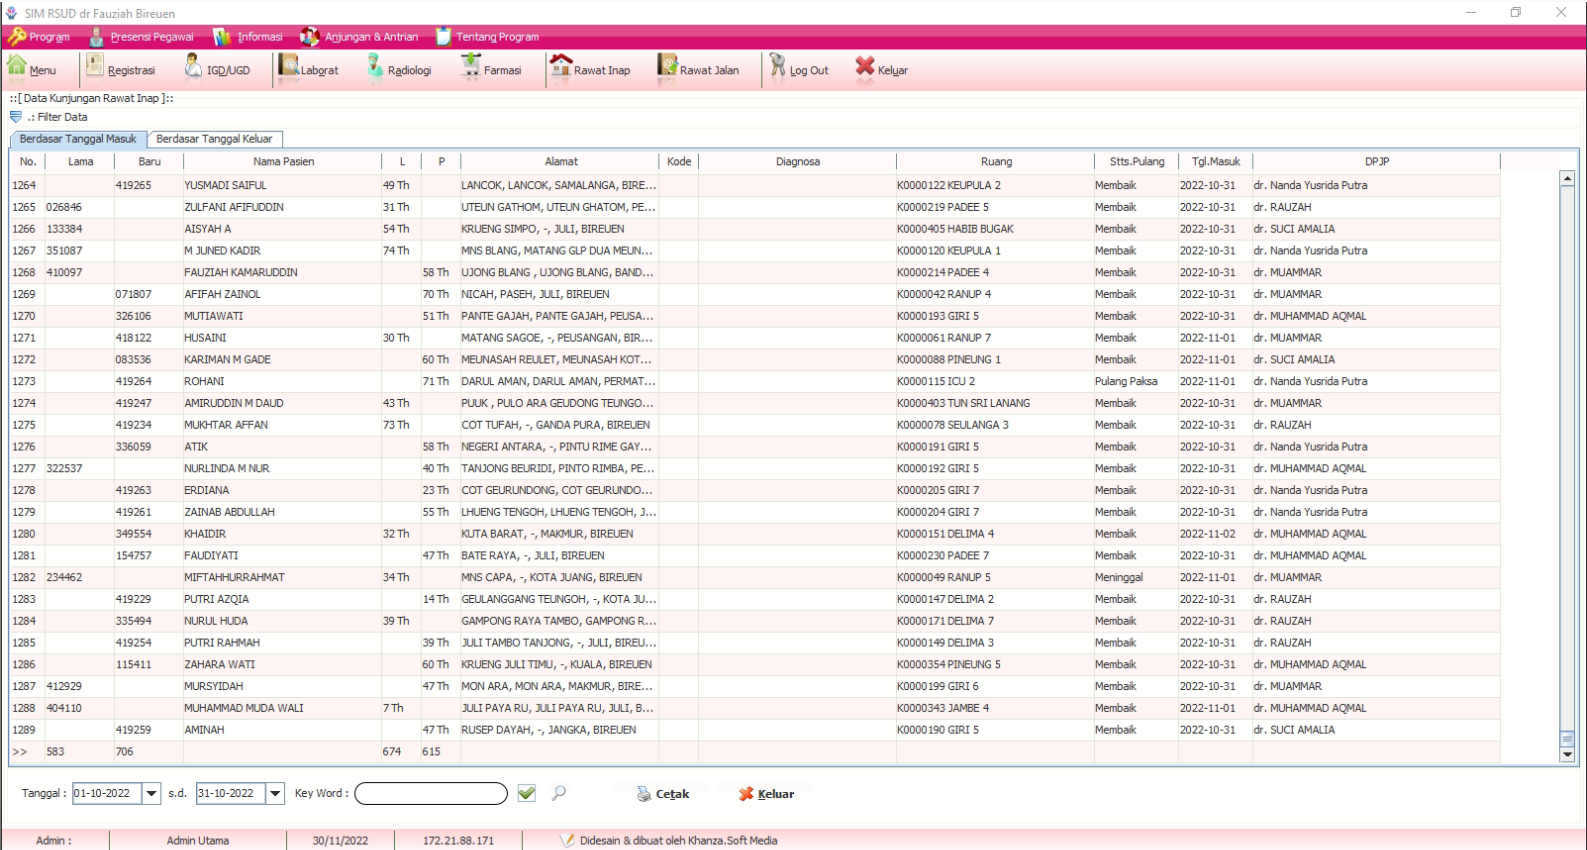 SIM RSUD dr Fauziah Bireuen
Program Presensi Pegawai Informasi Anjungan & Antrian Tentang Program
Menu Registrasi IGD/UGD Laborat Radiologi Farmasi Rawat Inap Rawat Jalan Log Out Keluar
::[ Data Kunjungan Rawat Inap ]::
.: Filter Data
Berdasar Tanggal Masuk Berdasar Tanggal Keluar
No. Lama Baru Nama Pasien L P Alamat Kode Diagnosa Ruang Stts.Pulang Tgl.Masuk DPJP
1264 419265 YUSMADI SAIFUL 49 Th LANCOK, LANCOK, SAMALANGA, BIRE... K0000122 KEUPULA 2 Membaik 2022-10-31 dr. Nanda Yusrida Putra
1265 026846 ZULFANI AFIFUDDIN 31 Th UTEUN GATHOM, UTEUN GHATOM, PE... K0000219 PADEE 5 Membaik 2022-10-31 dr. RAUZAH
1266 133384 AISYAH A 54 Th KRUENG SIMPO, -, JULI, BIREUEN K0000405 HABIB BUGAK Membaik 2022-10-31 dr. SUCI AMALIA
1267 351087 M JUNED KADIR 74 Th MNS BLANG, MATANG GLP DUA MEUN... K0000120 KEUPULA 1 Membaik 2022-10-31 dr. Nanda Yusrida Putra
1268 410097 FAUZIAH KAMARUDDIN 58 Th UJONG BLANG , UJONG BLANG, BAND... K0000214 PADEE 4 Membaik 2022-10-31 dr. MUAMMAR
1269 071807 AFIFAH ZAINOL 70 Th NICAH, PASEH, JULI, BIREUEN K0000042 RANUP 4 Membaik 2022-10-31 dr. MUAMMAR
1270 326106 MUTIAWATI 51 Th PANTE GAJAH, PANTE GAJAH, PEUSA... K0000193 GIRI 5 Membaik 2022-10-31 dr. MUHAMMAD AQMAL
1271 418122 HUSAINI 30 Th MATANG SAGOE, -, PEUSANGAN, BIR... K0000061 RANUP 7 Membaik 2022-11-01 dr. MUAMMAR
1272 083536 KARIMAN M GADE 60 Th MEUNASAH REULET, MEUNASAH KOT... K0000088 PINEUNG 1 Membaik 2022-11-01 dr. SUCI AMALIA
1273 419264 ROHANI 71 Th DARUL AMAN, DARUL AMAN, PERMAT... K0000115 ICU 2 Pulang Paksa 2022-11-01 dr. Nanda Yusrida Putra
1274 419247 AMIRUDDIN M DAUD 43 Th PUUK , PULO ARA GEUDONG TEUNGO... K0000403 TUN SRI LANANG Membaik 2022-10-31 dr. MUAMMAR
1275 419234 MUKHTAR AFFAN 73 Th COT TUFAH, -, GANDA PURA, BIREUEN K0000078 SEULANGA 3 Membaik 2022-10-31 dr. RAUZAH
1276 336059 ATIK 58 Th NEGERI ANTARA, -, PINTU RIME GAY... K0000191 GIRI 5 Membaik 2022-10-31 dr. Nanda Yusrida Putra
1277 322537 NURLINDA M NUR 40 Th TANJONG BEURIDI, PINTO RIMBA, PE... K0000192 GIRI 5 Membaik 2022-10-31 dr. MUHAMMAD AQMAL
1278 419263 ERDIANA 23 Th COT GEURUNDONG, COT GEURUNDO... K0000205 GIRI 7 Membaik 2022-10-31 dr. Nanda Yusrida Putra
1279 419261 ZAINAB ABDULLAH 55 Th LHUENG TENGOH, LHUENG TENGOH, J... K0000204 GIRI 7 Membaik 2022-10-31 dr. Nanda Yusrida Putra
1280 349554 KHAIDIR 32 Th KUTA BARAT, -, MAKMUR, BIREUEN K0000151 DELIMA 4 Membaik 2022-11-02 dr. MUHAMMAD AQMAL
1281 154757 FAUDIYATI 47 Th BATE RAYA, -, JULI, BIREUEN K0000230 PADEE 7 Membaik 2022-10-31 dr. MUHAMMAD AQMAL
1282 234462 MIFTAHHURRAHMAT 34 Th MNS CAPA, -, KOTA JUANG, BIREUEN K0000049 RANUP 5 Meninggal 2022-11-01 dr. MUAMMAR
1283 419229 PUTRI AZQIA 14 Th GEULANGGANG TEUNGOH, -, KOTA JU... K0000147 DELIMA 2 Membaik 2022-10-31 dr. RAUZAH
1284 335494 NURUL HUDA 39 Th GAMPONG RAYA TAMBO, GAMPONG R... K0000171 DELIMA 7 Membaik 2022-10-31 dr. RAUZAH
1285 419254 PUTRI RAHMAH 39 Th JULI TAMBO TANJONG, -, JULI, BIREU... K0000149 DELIMA 3 Membaik 2022-10-31 dr. RAUZAH
1286 115411 ZAHARA WATI 60 Th KRUENG JULI TIMU, -, KUALA, BIREUEN K0000354 PINEUNG 5 Membaik 2022-10-31 dr. MUHAMMAD AQMAL
1287 412929 MURSYIDAH 47 Th MON ARA, MON ARA, MAKMUR, BIRE... K0000199 GIRI 6 Membaik 2022-10-31 dr. MUAMMAR
1288 404110 MUHAMMAD MUDA WALI 7 Th JULI PAYA RU, JULI PAYA RU, JULI, B... K0000343 JAMBE 4 Membaik 2022-11-01 dr. MUHAMMAD AQMAL
1289 419259 AMINAH 47 Th RUSEP DAYAH, -, JANGKA, BIREUEN K0000190 GIRI 5 Membaik 2022-10-31 dr. SUCI AMALIA
>> 583 706 674 615
Tanggal : 01-10-2022 s.d. 31-10-2022 Key Word : Cetak Keluar
Admin : Admin Utama 30/11/2022 172.21.88.171 Didesain & dibuat oleh Khanza.Soft Media